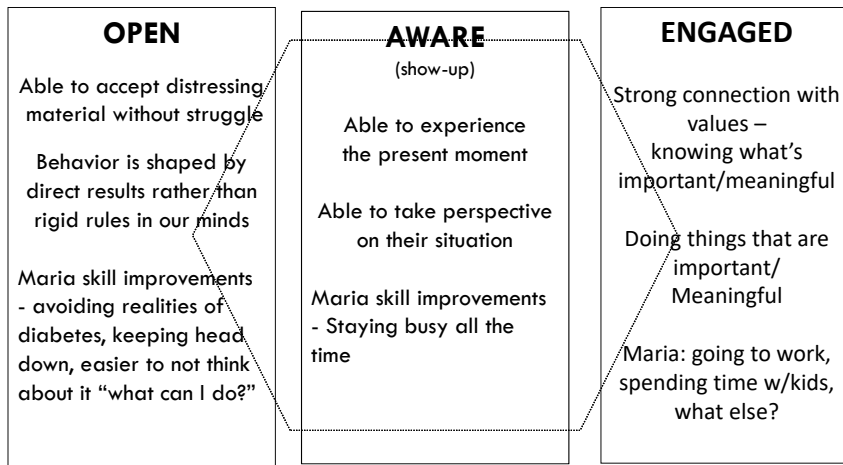 OPEN
Able to accept distressing
material without struggle
Behavior is shaped by
direct results rather than
rigid rules in our minds
Maria skill improvements
- avoiding realities of
diabetes, keeping head
down, easier to not think
about it “what can I do?”
AWARE
(show-up)
Able to experience
the present moment
Able to take perspective
on their situation
Maria skill improvements
- Staying busy all the
time
ENGAGED
Strong connection with
values –
knowing what’s
important/meaningful
Doing things that are
important/
Meaningful
Maria: going to work,
spending time w/kids,
what else?